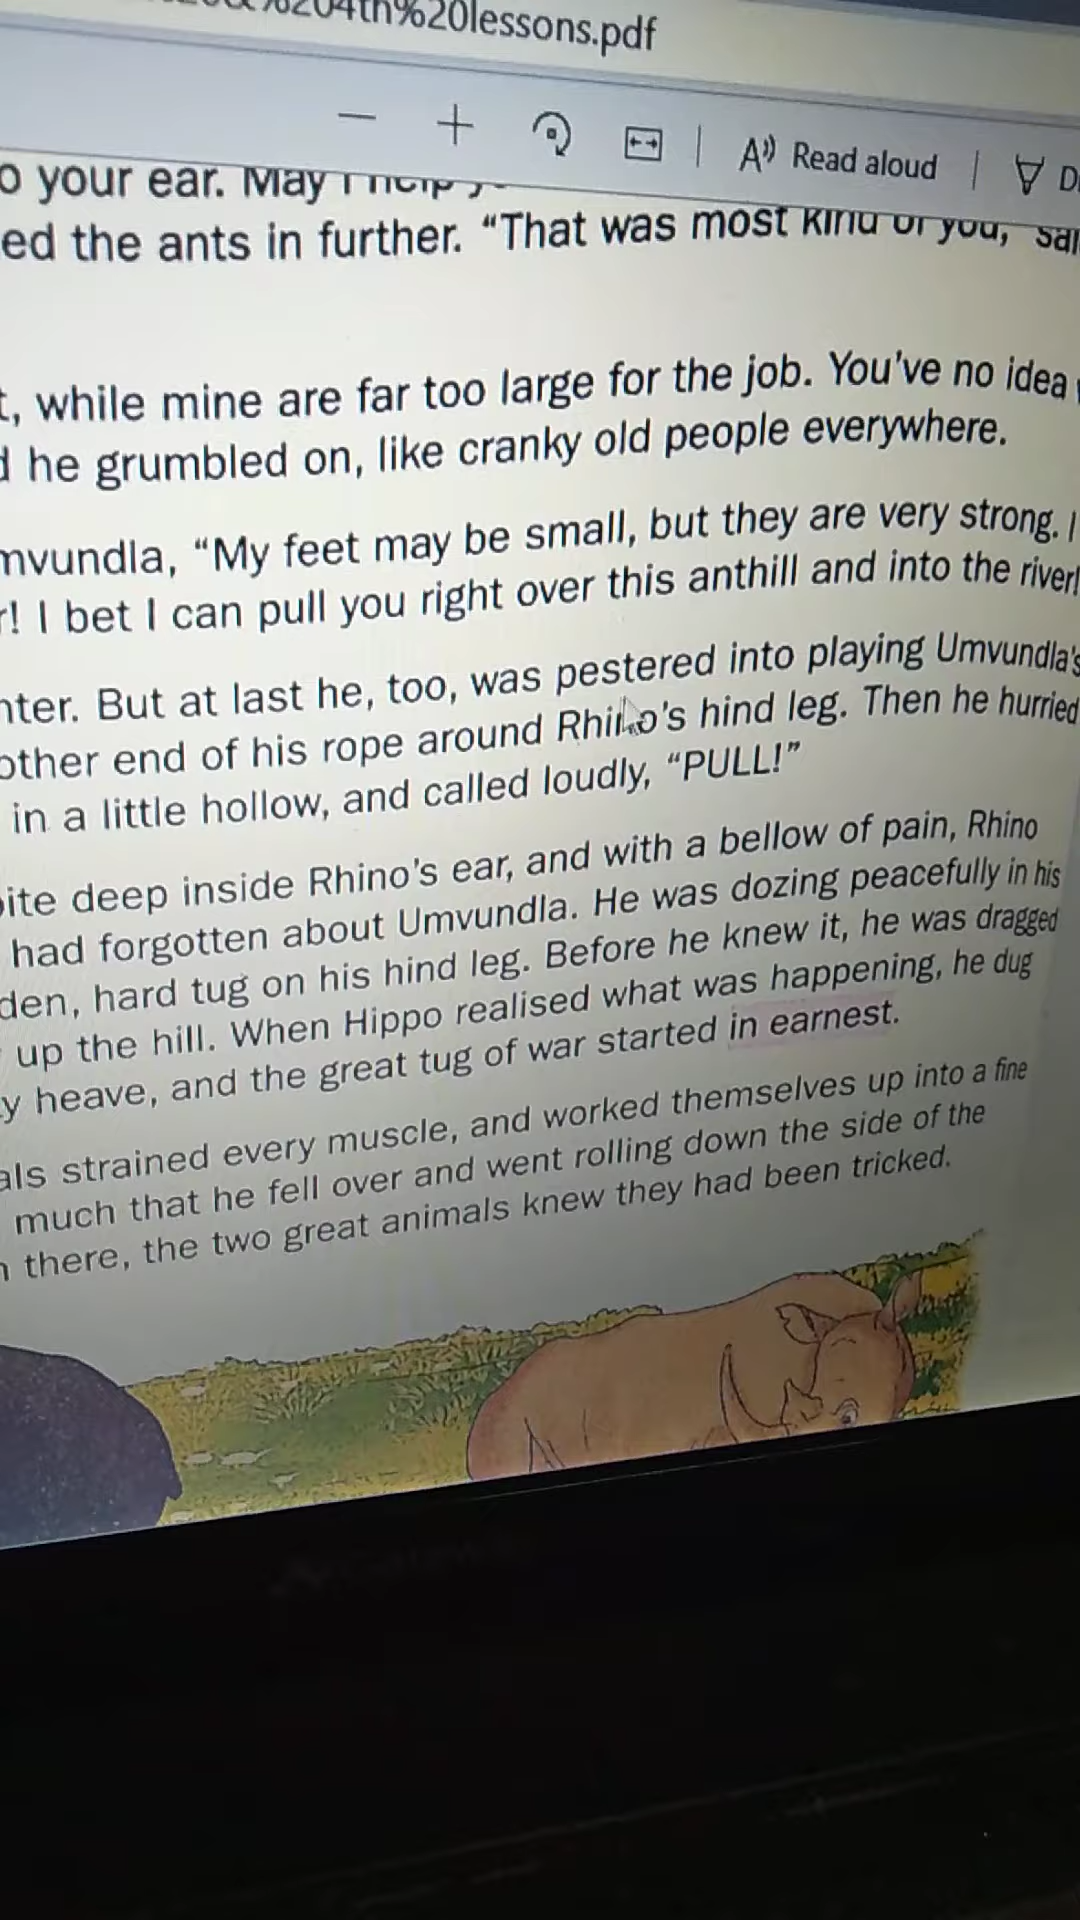 %204th%20lessons.pdf
Read aloud
o your ear. May I help
ed the ants in further. “That was most kind of you,”
, while mine are far too large for the job. You’ve no idea
he grumbled on, like cranky old people everywhere.
mvundla, “My feet may be small, but they are very strong. I
r! I bet I can pull you right over this anthill and into the river!
nter. But at last he, too, was pestered into playing Umvundla's
other end of his rope around Rhino's hind leg. Then he hurried
in a little hollow, and called loudly, “PULL!”
bite deep inside Rhino’s ear, and with a bellow of pain, Rhino
had forgotten about Umvundla. He was dozing peacefully in his
den, hard tug on his hind leg. Before he knew it, he was dragged
up the hill. When Hippo realised what was happening, he dug
y heave, and the great tug of war started in earnest.
als strained every muscle, and worked themselves up into a fine
much that he fell over and went rolling down the side of the
there, the two great animals knew they had been tricked.